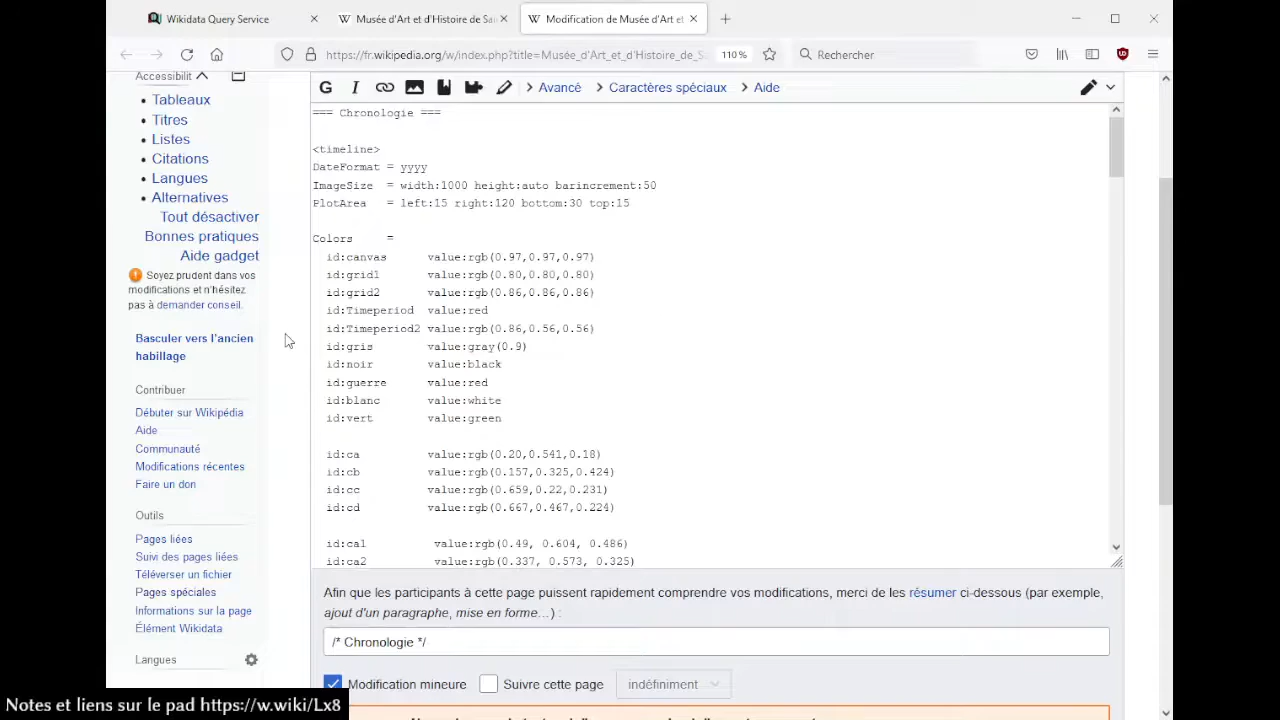 Wikidata Query Service
Musée d'Art et d'Histoire de Sai
Modification de Musée d'Art et
https://fr.wikipedia.org/w/index.php?title=Musée_d'Art_et_d'Histoire_de_S
110 %
Rechercher
Accessibilit
Tableaux
Titres
Listes
Citations
Langues
Alternatives
Tout désactiver
Bonnes pratiques
Aide gadget
Soyez prudent dans vos
modifications et n'hésitez
pas à demander conseil.
Basculer vers l'ancien
habillage
Contribuer
Débuter sur Wikipédia
Aide
Communauté
Modifications récentes
Faire un don
Outils
Pages liées
Suivi des pages liées
Téléverser un fichier
Pages spéciales
Informations sur la page
Élément Wikidata
Langues
G I Avancé Caractères spéciaux Aide
=== Chronologie ===
<timeline>
DateFormat = yyyy
ImageSize = width:1000 height:auto barincrement:50
PlotArea = left:15 right:120 bottom:30 top:15
Colors =
id:canvas value:rgb(0.97,0.97,0.97)
id:grid1 value:rgb(0.80,0.80,0.80)
id:grid2 value:rgb(0.86,0.86,0.86)
id:Timeperiod value:red
id:Timeperiod2 value:rgb(0.86,0.56,0.56)
id:gris value:gray(0.9)
id:noir value:black
id:guerre value:red
id:blanc value:white
id:vert value:green
id:ca value:rgb(0.20,0.541,0.18)
id:cb value:rgb(0.157,0.325,0.424)
id:cc value:rgb(0.659,0.22,0.231)
id:cd value:rgb(0.667,0.467,0.224)
id:ca1 value:rgb(0.49, 0.604, 0.486)
id:ca2 value:rgb(0.337, 0.573, 0.325)
Afin que les participants à cette page puissent rapidement comprendre vos modifications, merci de les résumer ci-dessous (par exemple,
ajout d'un paragraphe, mise en forme…) :
/* Chronologie */
Modification mineure Suivre cette page indéfiniment
Notes et liens sur le pad https://w.wiki/Lx8